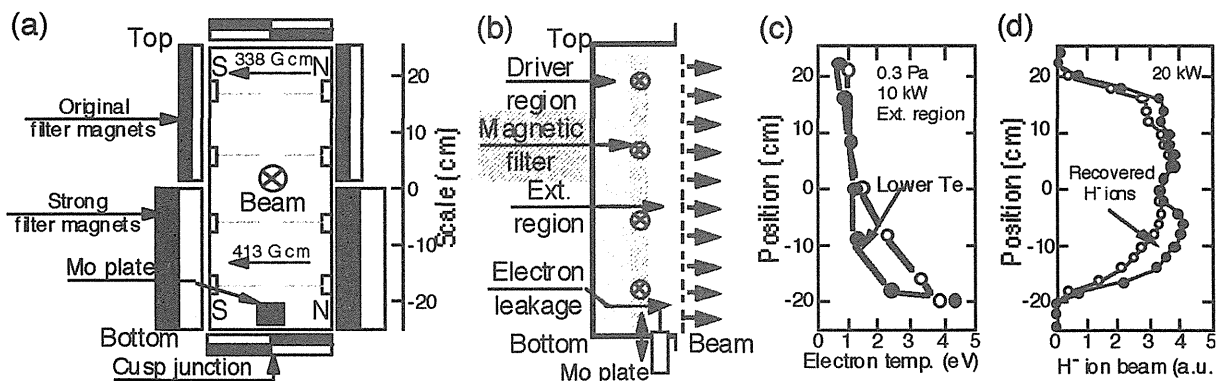 (a)
Top
S
338 G cm
N
Original
filter magnets
Beam
Strong
filter magnets
413 G cm
Mo plate
S
N
Bottom
Cusp junction
20
10
0
-10
-20
Scale (cm)
(b)
Top
Driver
region
Magnetic
filter
Ext.
region
Electron
leakage
Bottom
Beam
Mo plate
(c)
0.3 Pa
10 kW
Ext. region
Lower Te
Position (cm)
20
10
0
-10
-20
0 1 2 3 4 5
Electron temp. (eV)
(d)
20 kW
Recovered
H⁻ ions
Position (cm)
20
10
0
-10
-20
0 1 2 3 4 5
H⁻ ion beam (a.u.